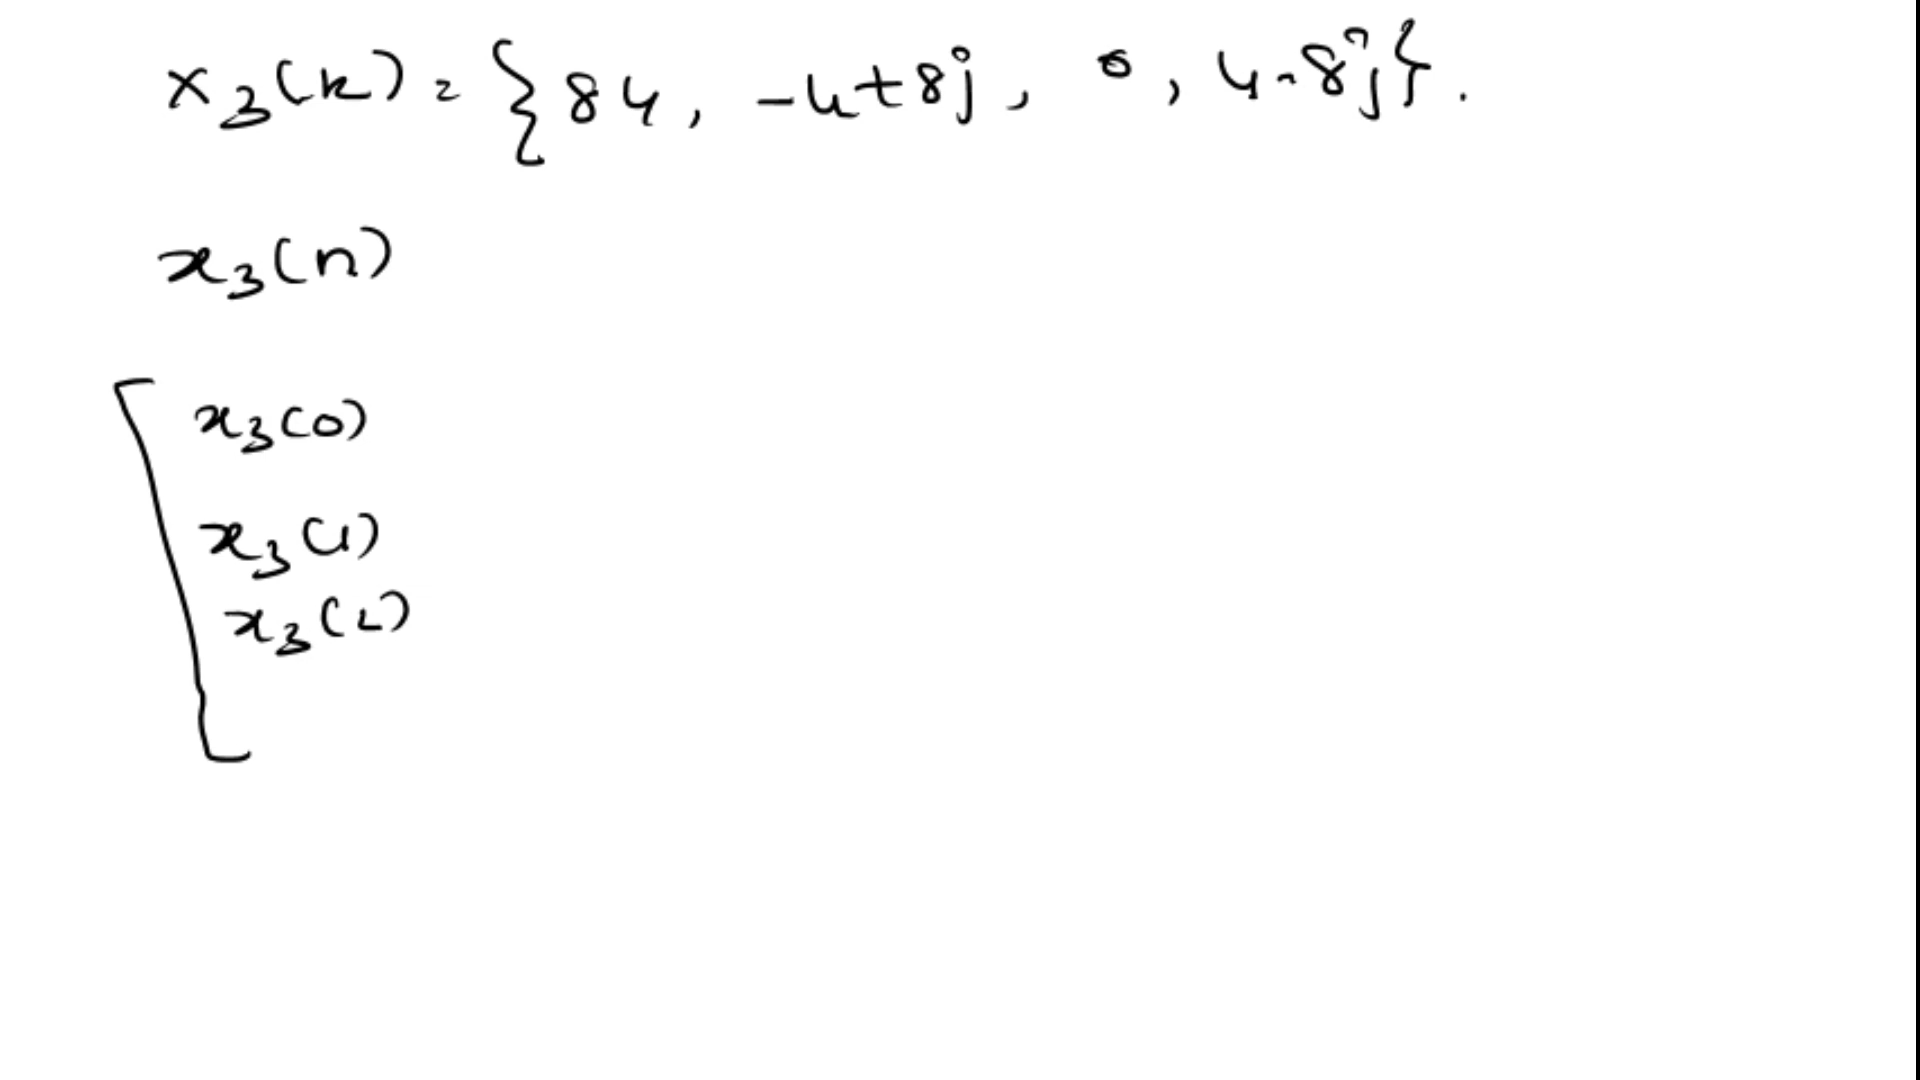 X₃(k) = {84, -4+8j, 0, 4-8j}.
x₃(n)
[ x₃(0)
x₃(1)
x₃(2)